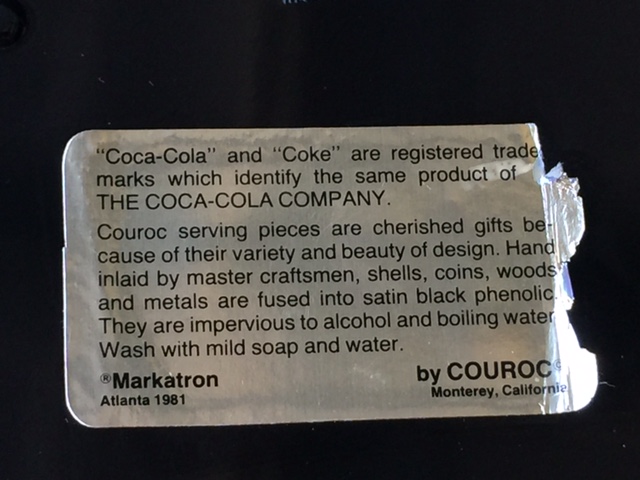 "Coca-Cola" and "Coke" are registered trade
marks which identify the same product of
THE COCA-COLA COMPANY.
Couroc serving pieces are cherished gifts be-
cause of their variety and beauty of design. Hand
inlaid by master craftsmen, shells, coins, woods
and metals are fused into satin black phenolic.
They are impervious to alcohol and boiling water
Wash with mild soap and water.
®Markatron by COUROC®
Atlanta 1981 Monterey, California